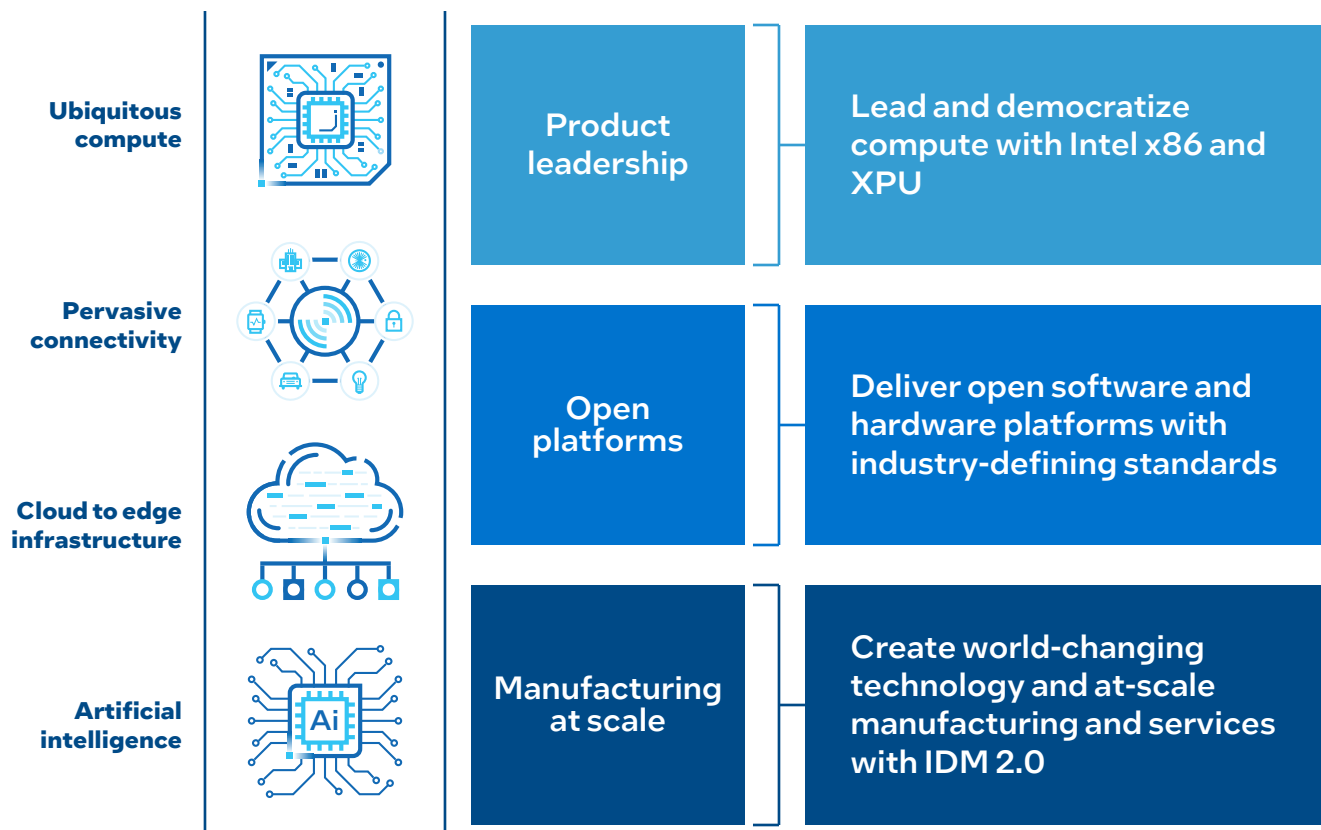 Ubiquitous
compute
Pervasive
connectivity
Cloud to edge
infrastructure
Ai
Artificial
intelligence
Product
leadership
Lead and democratize
compute with Intel x86 and
XPU
Open
platforms
Deliver open software and
hardware platforms with
industry-defining standards
Manufacturing
at scale
Create world-changing
technology and at-scale
manufacturing and services
with IDM 2.0